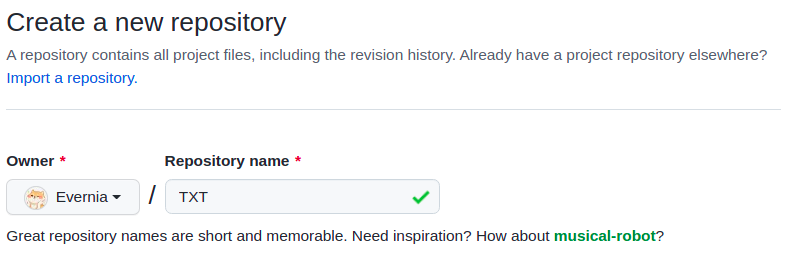 Create a new repository
A repository contains all project files, including the revision history. Already have a project repository elsewhere?
Import a repository.
Owner * Repository name *
Evernia / TXT
Great repository names are short and memorable. Need inspiration? How about musical-robot?